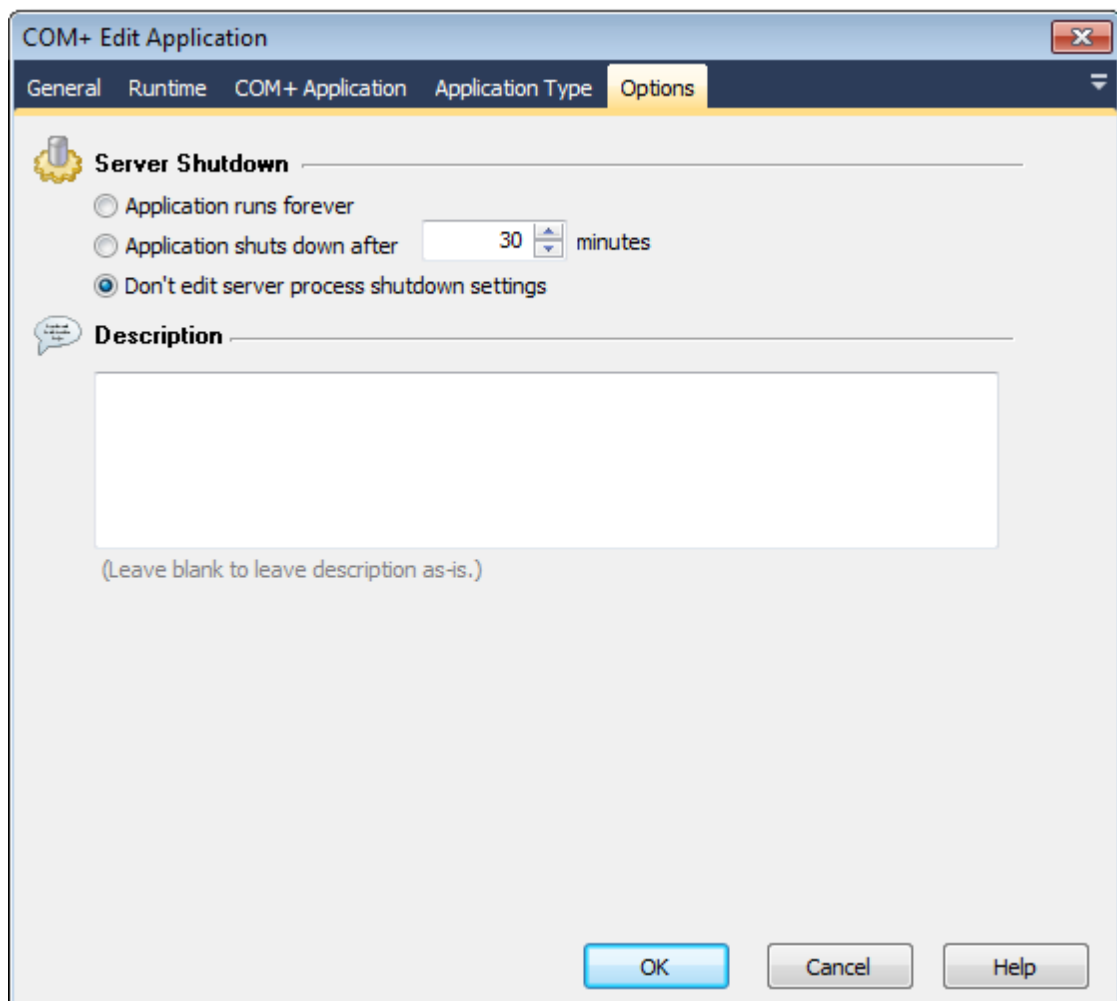 COM+ Edit Application
General Runtime COM+ Application Application Type Options
Server Shutdown
Application runs forever
Application shuts down after 30 minutes
Don't edit server process shutdown settings
Description
(Leave blank to leave description as-is.)
OK Cancel Help